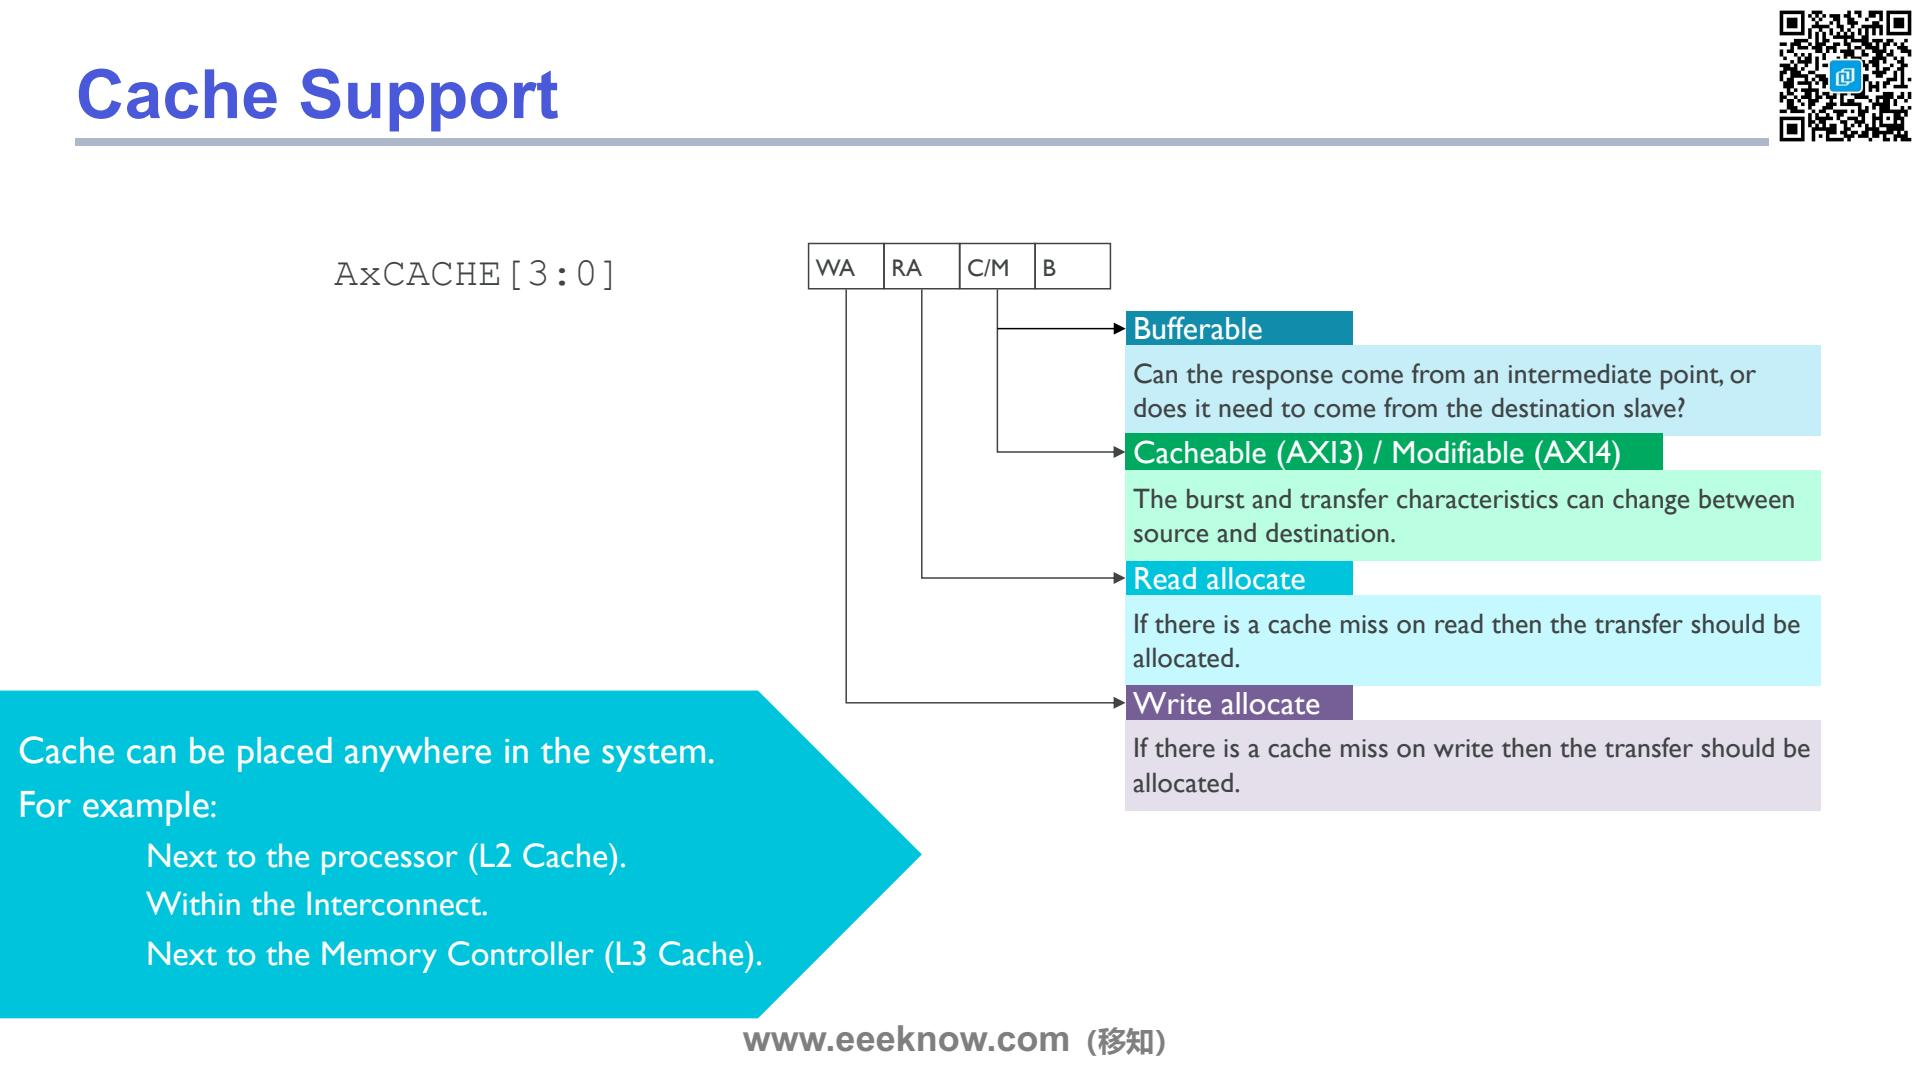 Cache Support
AxCACHE[3:0]
WA RA C/M B
Bufferable
Can the response come from an intermediate point, or
does it need to come from the destination slave?
Cacheable (AXI3) / Modifiable (AXI4)
The burst and transfer characteristics can change between
source and destination.
Read allocate
If there is a cache miss on read then the transfer should be
allocated.
Write allocate
If there is a cache miss on write then the transfer should be
allocated.
Cache can be placed anywhere in the system.
For example:
Next to the processor (L2 Cache).
Within the Interconnect.
Next to the Memory Controller (L3 Cache).
www.eeeknow.com (移知)